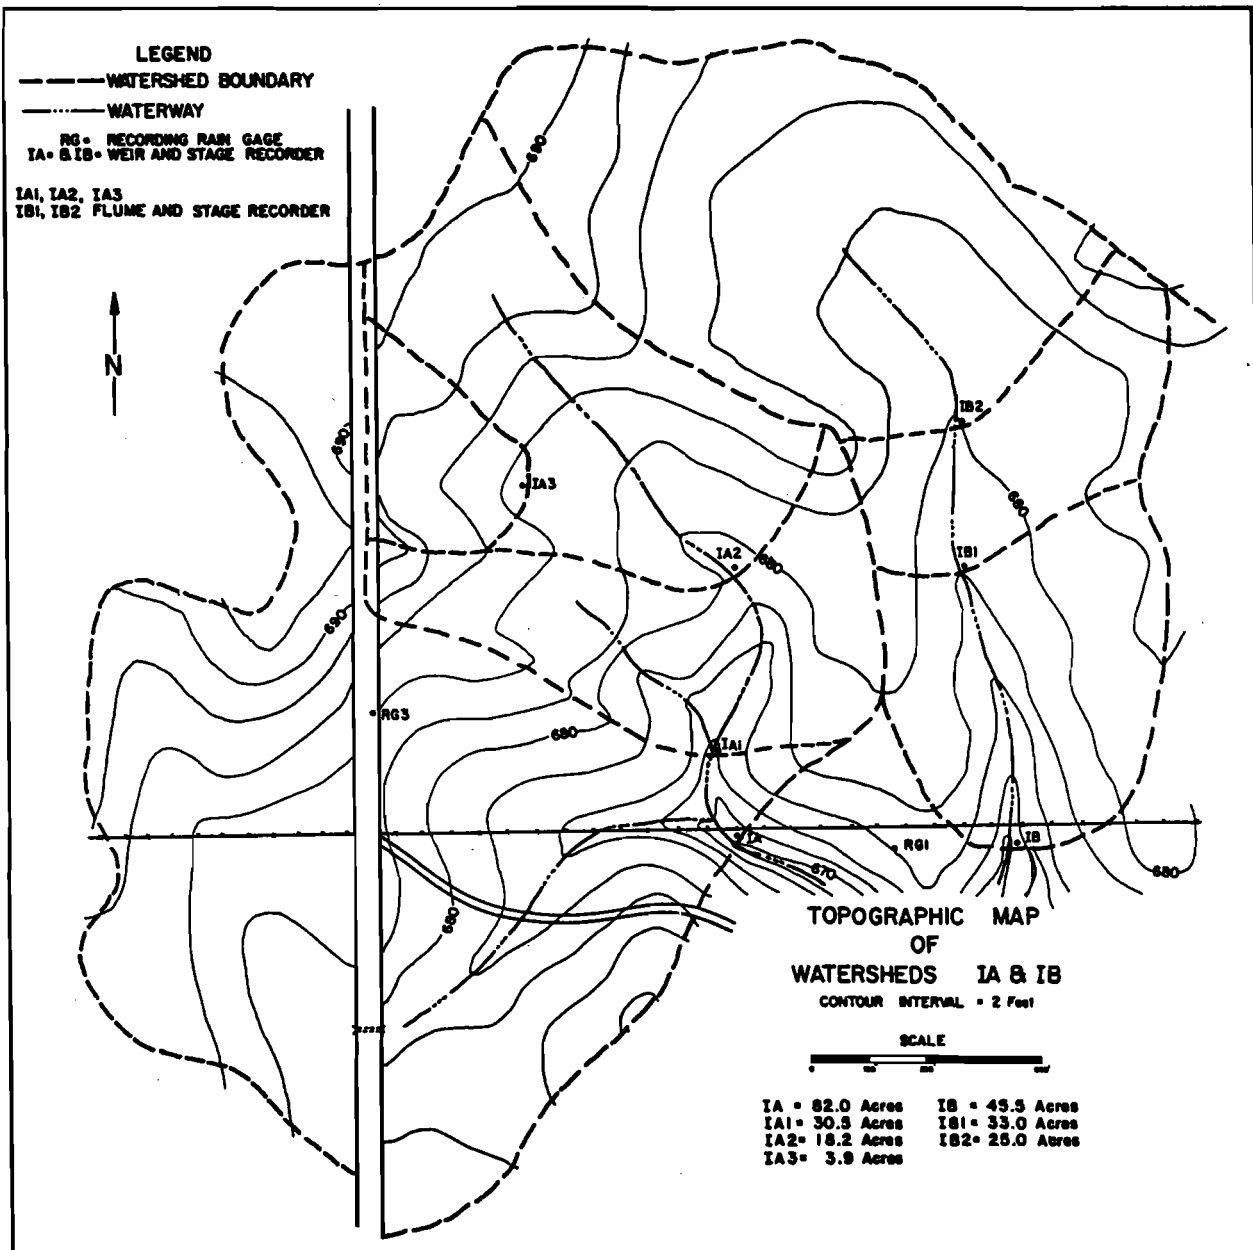 LEGEND
WATERSHED BOUNDARY
WATERWAY
RG• RECORDING RAIN GAGE
IA• & IB• WEIR AND STAGE RECORDER
IA1, IA2, IA3
IB1, IB2 FLUME AND STAGE RECORDER
N
690
690
690
IB2
IA3
680
IB1
IA2
680
RG3
680
IA1
IA
RG1
IB
670
680
680
TOPOGRAPHIC MAP
OF
WATERSHEDS IA & IB
CONTOUR INTERVAL = 2 Feet
SCALE
0
IA = 82.0 Acres IB = 45.5 Acres
IA1= 30.5 Acres IB1= 33.0 Acres
IA2= 18.2 Acres IB2= 25.0 Acres
IA3= 3.9 Acres